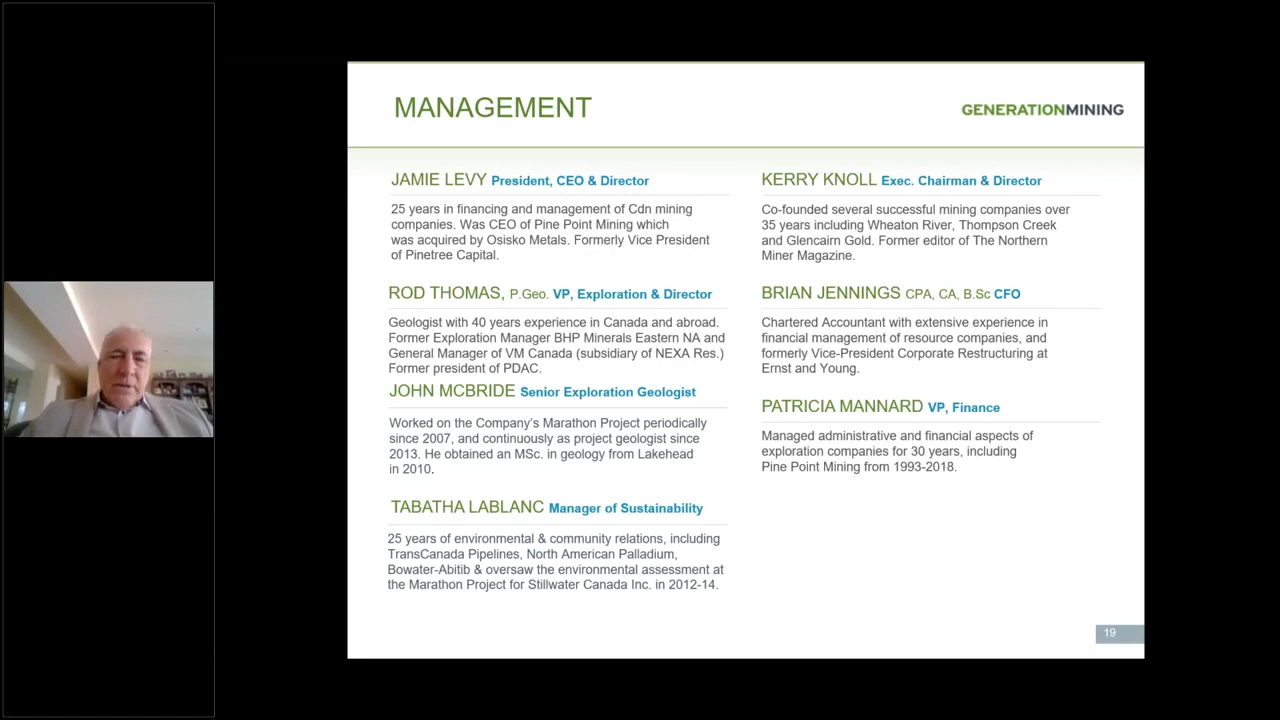 MANAGEMENT
GENERATIONMINING
JAMIE LEVY President, CEO & Director
25 years in financing and management of Cdn mining
companies. Was CEO of Pine Point Mining which
was acquired by Osisko Metals. Formerly Vice President
of Pinetree Capital.
ROD THOMAS, P.Geo. VP, Exploration & Director
Geologist with 40 years experience in Canada and abroad.
Former Exploration Manager BHP Minerals Eastern NA and
General Manager of VM Canada (subsidiary of NEXA Res.)
Former president of PDAC.
JOHN MCBRIDE Senior Exploration Geologist
Worked on the Company's Marathon Project periodically
since 2007, and continuously as project geologist since
2013. He obtained an MSc. in geology from Lakehead
in 2010.
TABATHA LABLANC Manager of Sustainability
25 years of environmental & community relations, including
TransCanada Pipelines, North American Palladium,
Bowater-Abitib & oversaw the environmental assessment at
the Marathon Project for Stillwater Canada Inc. in 2012-14.
KERRY KNOLL Exec. Chairman & Director
Co-founded several successful mining companies over
35 years including Wheaton River, Thompson Creek
and Glencairn Gold. Former editor of The Northern
Miner Magazine.
BRIAN JENNINGS CPA, CA, B.Sc CFO
Chartered Accountant with extensive experience in
financial management of resource companies, and
formerly Vice-President Corporate Restructuring at
Ernst and Young.
PATRICIA MANNARD VP, Finance
Managed administrative and financial aspects of
exploration companies for 30 years, including
Pine Point Mining from 1993-2018.
19